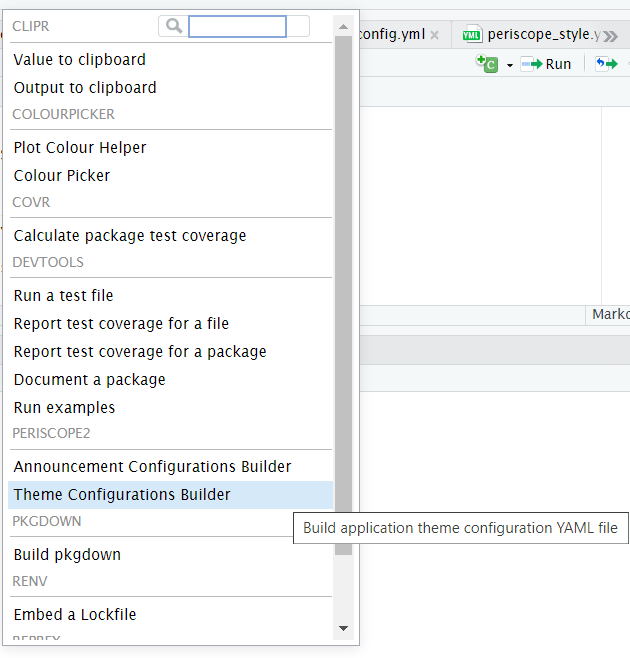 CLIPR
Value to clipboard
Output to clipboard
COLOURPICKER
Plot Colour Helper
Colour Picker
COVR
Calculate package test coverage
DEVTOOLS
Run a test file
Report test coverage for a file
Report test coverage for a package
Document a package
Run examples
PERISCOPE2
Announcement Configurations Builder
Theme Configurations Builder
PKGDOWN
Build pkgdown
RENV
Embed a Lockfile
config.yml
YML periscope_style.y
C Run
Marko
Build application theme configuration YAML file